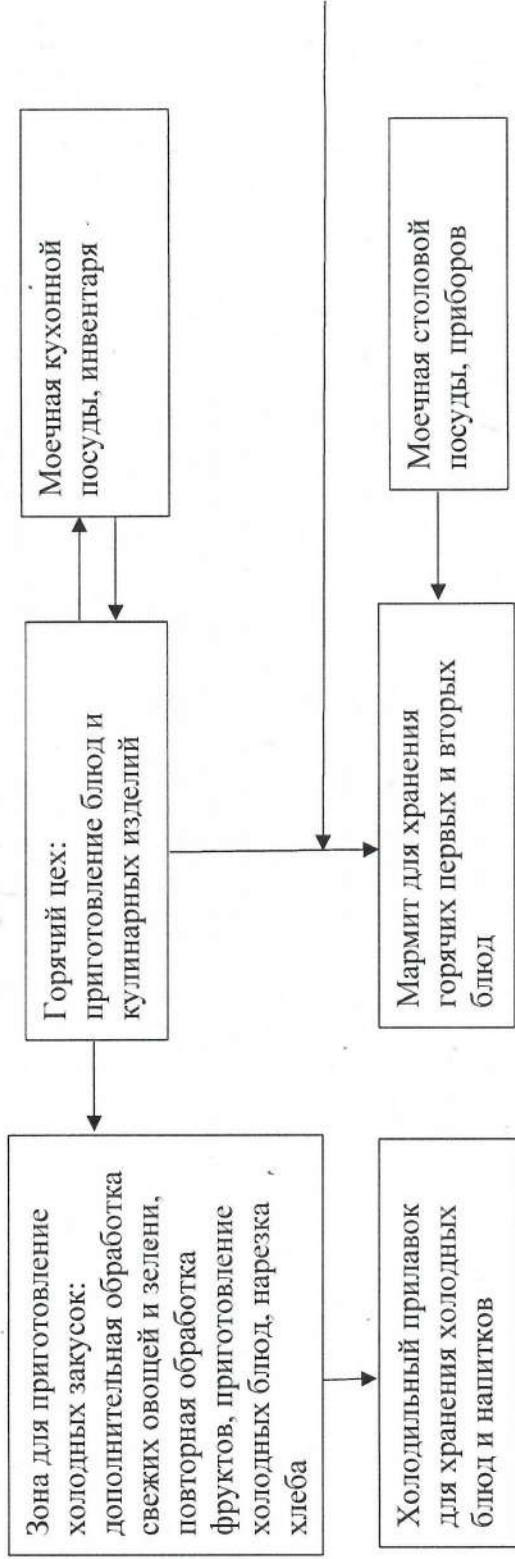 Зона для приготовление
холодных закусок:
дополнительная обработка
свежих овощей и зелени,
повторная обработка
фруктов, приготовление
холодных блюд, нарезка
хлеба
Горячий цех:
приготовление блюд и
кулинарных изделий
Моечная кухонной
посуды, инвентаря
Холодильный прилавок
для хранения холодных
блюд и напитков
Мармит для хранения
горячих первых и вторых
блюд
Моечная столовой
посуды, приборов